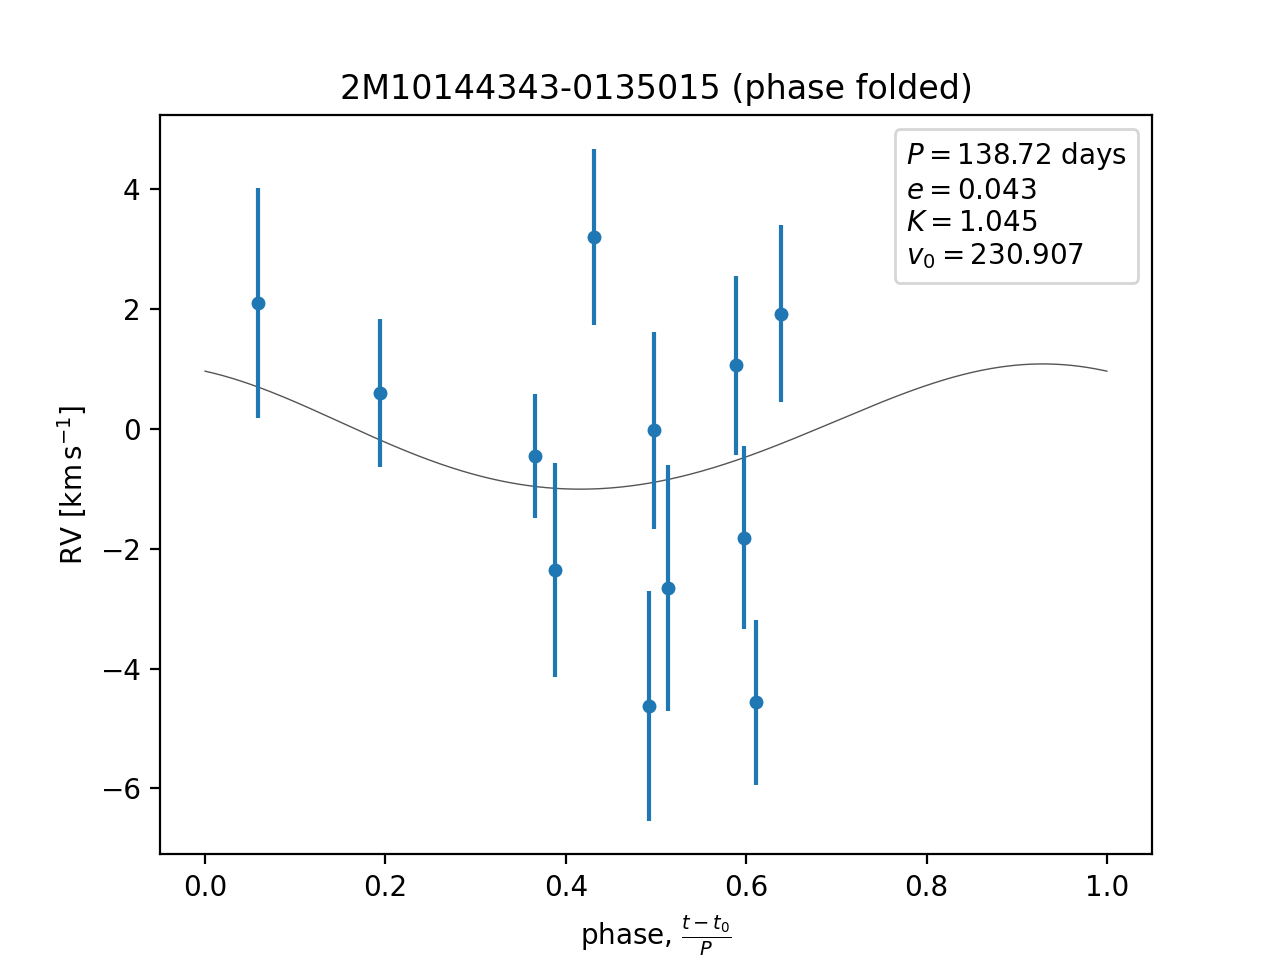 2M10144343-0135015 (phase folded)
P = 138.72 days
e = 0.043
K = 1.045
v₀ = 230.907
RV [km s⁻¹]
4
2
0
−2
−4
−6
0.0 0.2 0.4 0.6 0.8 1.0
phase, (t − t₀)/P